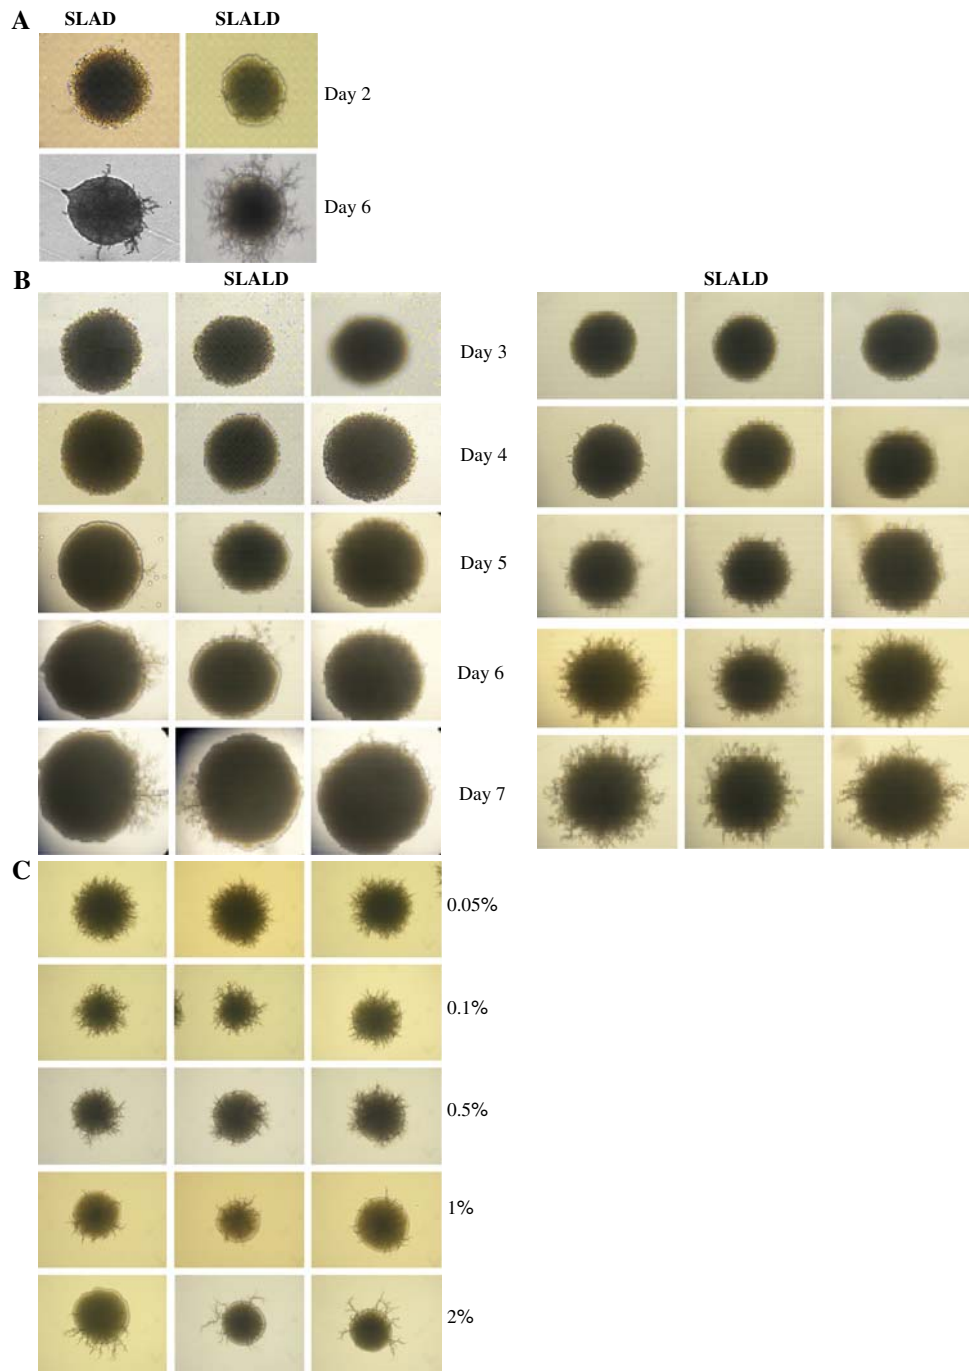 A
SLAD SLALD
Day 2
Day 6
B
SLALD SLALD
Day 3
Day 4
Day 5
Day 6
Day 7
C
0.05%
0.1%
0.5%
1%
2%